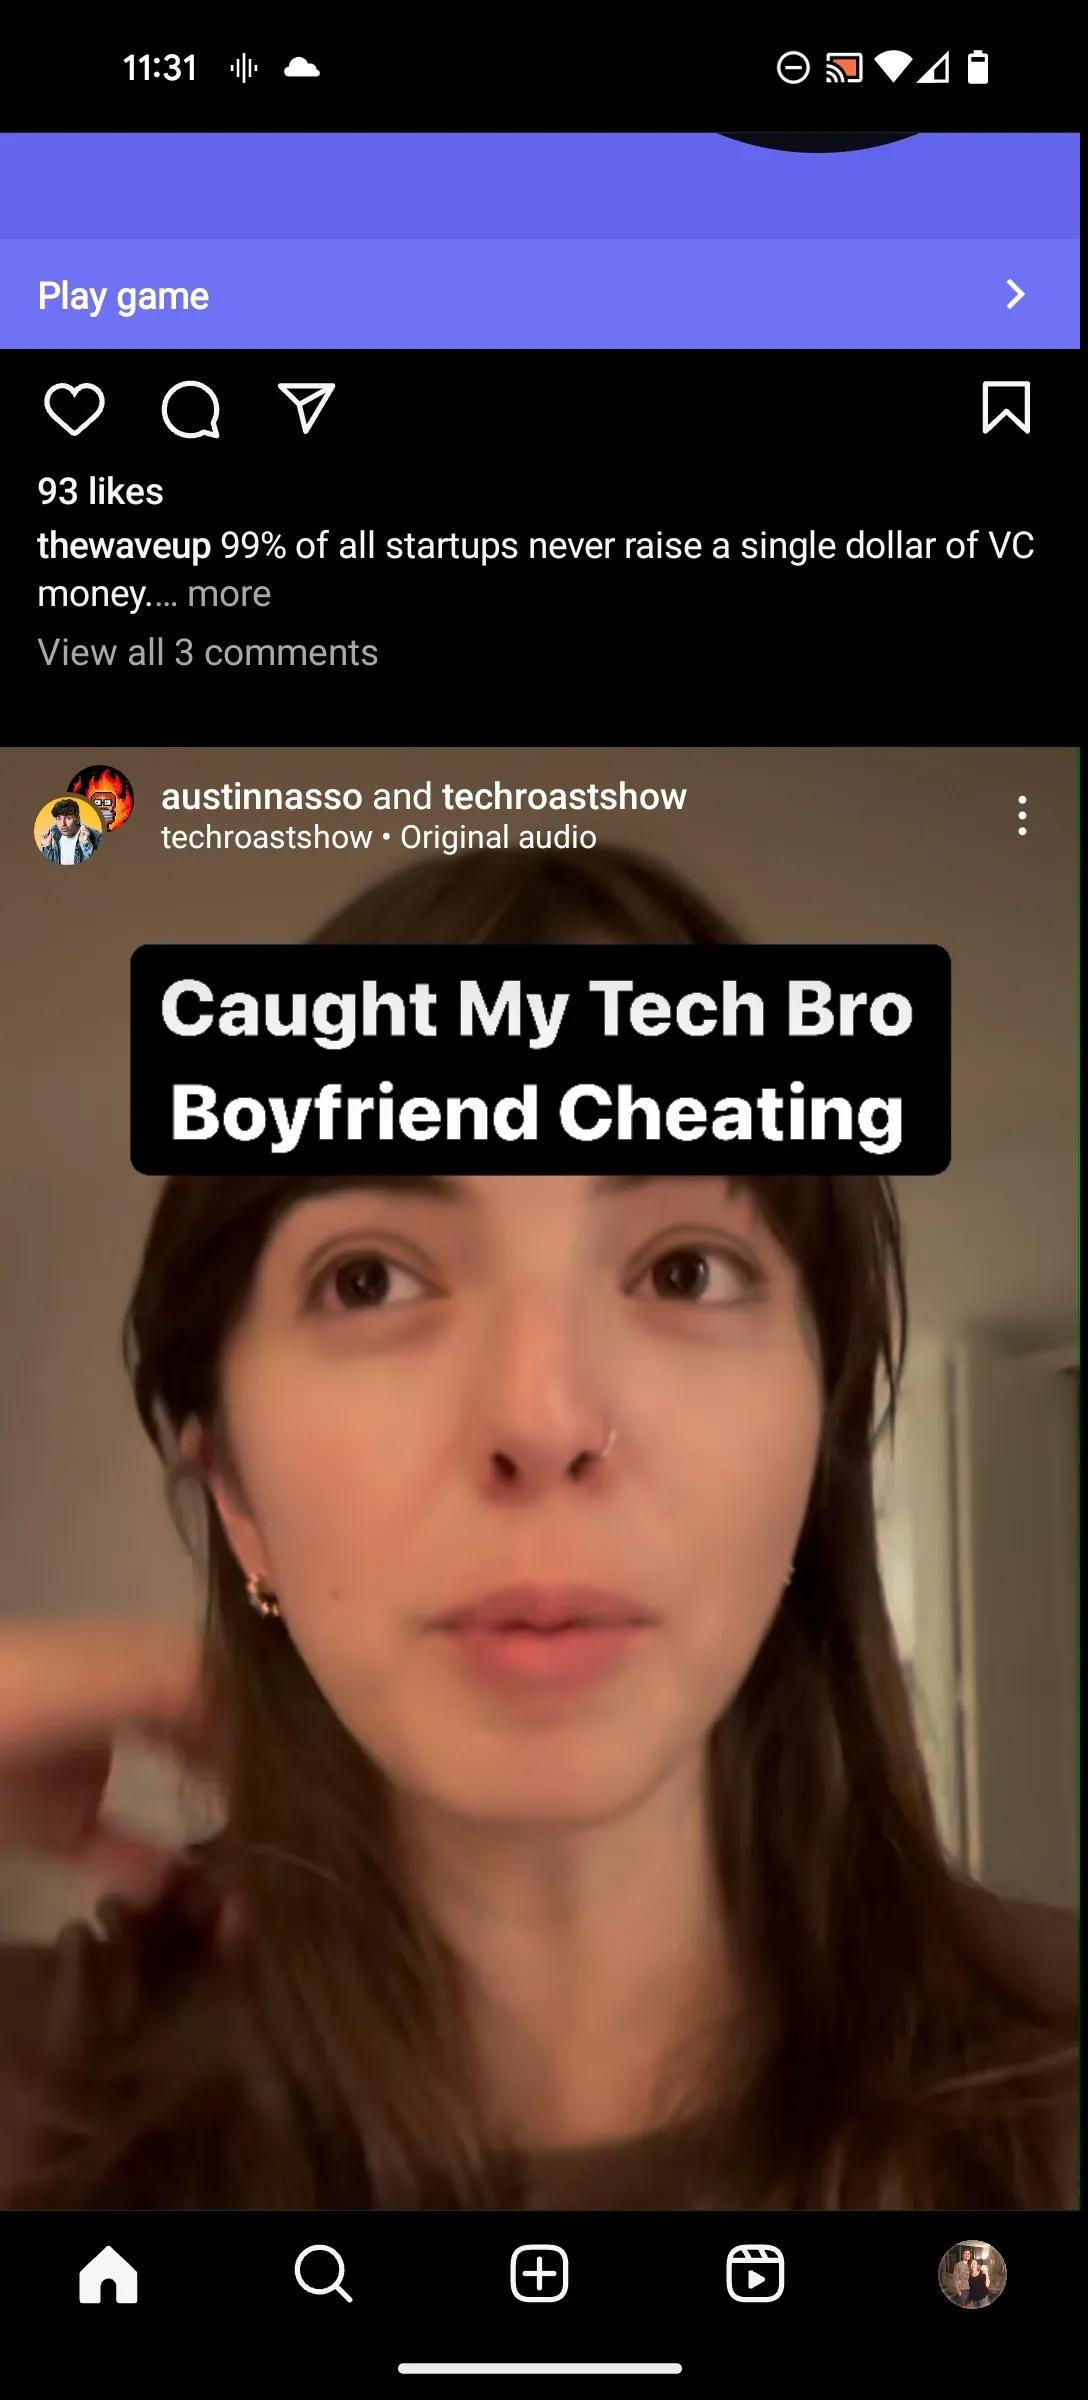 11:31
Play game
93 likes
thewaveup 99% of all startups never raise a single dollar of VC
money.... more
View all 3 comments
austinnasso and techroastshow
techroastshow • Original audio
Caught My Tech Bro
Boyfriend Cheating